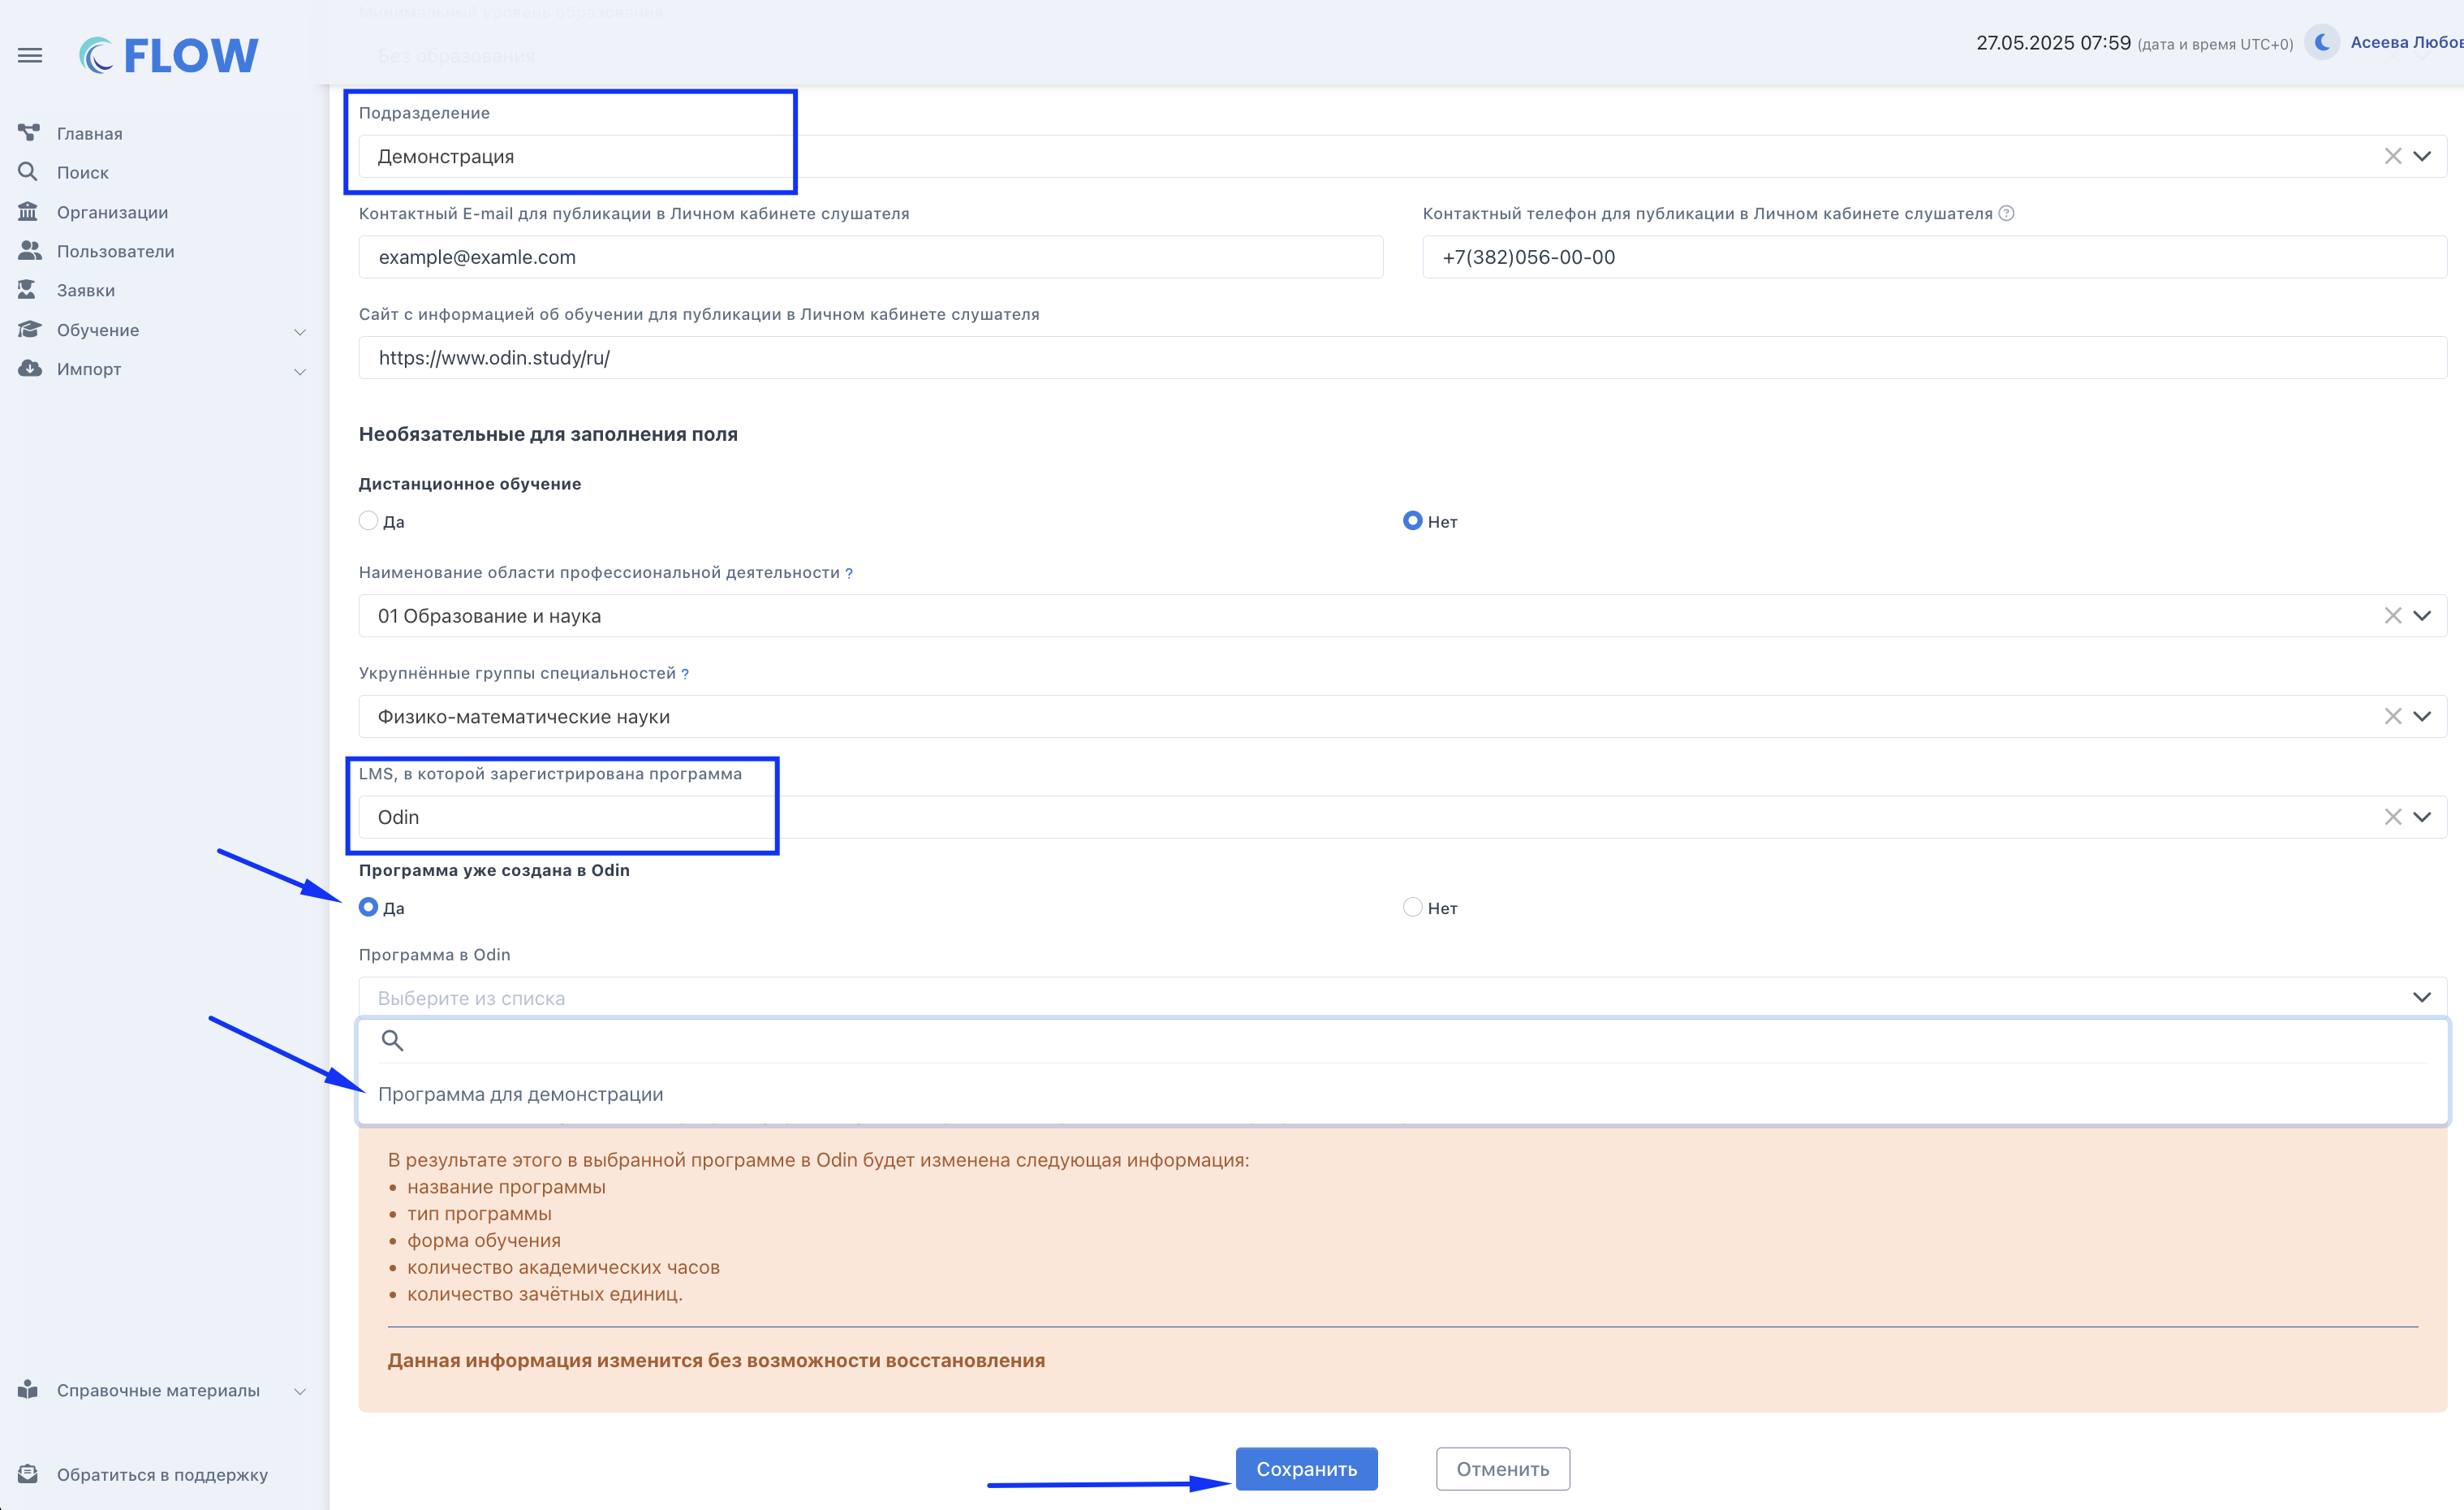 Минимальный уровень образования
Без образования
FLOW
27.05.2025 07:59 (дата и время UTC+0)
Асеева Любов
Главная
Поиск
Организации
Пользователи
Заявки
Обучение
Импорт
Справочные материалы
Обратиться в поддержку
Подразделение
Демонстрация
Контактный E-mail для публикации в Личном кабинете слушателя
Контактный телефон для публикации в Личном кабинете слушателя ?
example@examle.com
+7(382)056-00-00
Сайт с информацией об обучении для публикации в Личном кабинете слушателя
https://www.odin.study/ru/
Необязательные для заполнения поля
Дистанционное обучение
Да
Нет
Наименование области профессиональной деятельности ?
01 Образование и наука
Укрупнённые группы специальностей ?
Физико-математические науки
LMS, в которой зарегистрирована программа
Odin
Программа уже создана в Odin
Да
Нет
Программа в Odin
Выберите из списка
Программа для демонстрации
В результате этого в выбранной программе в Odin будет изменена следующая информация:
• название программы
• тип программы
• форма обучения
• количество академических часов
• количество зачётных единиц.
Данная информация изменится без возможности восстановления
Сохранить
Отменить